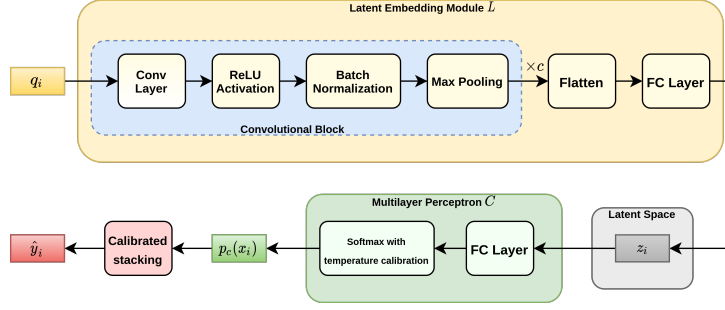 Latent Embedding Module L
q_i
Conv
Layer
ReLU
Activation
Batch
Normalization
Max Pooling
×c
Flatten
FC Layer
Convolutional Block
Multilayer Perceptron C
Latent Space
ŷ_i
Calibrated
stacking
p_c(x_i)
Softmax with
temperature calibration
FC Layer
z_i